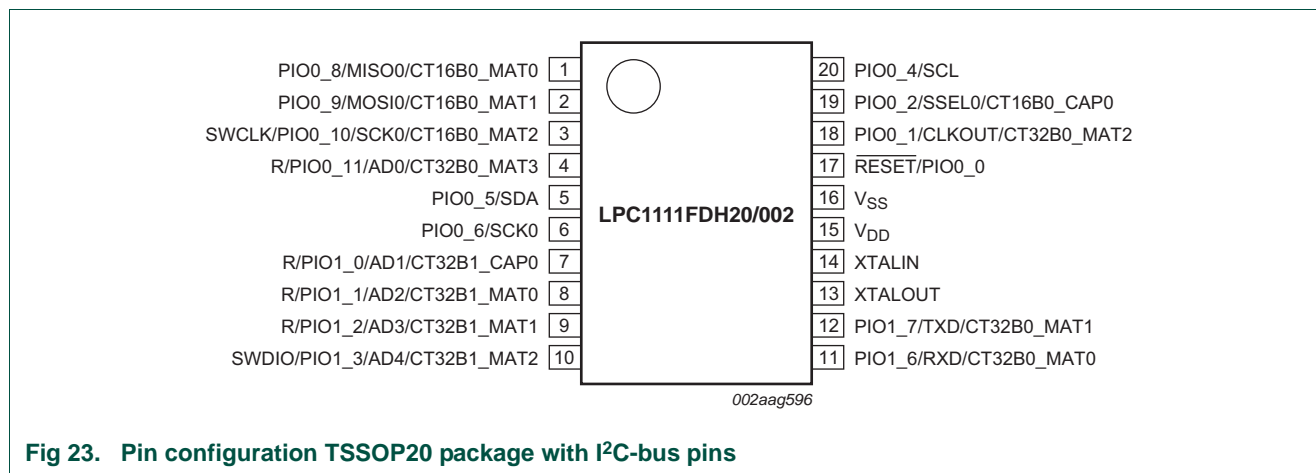 PIO0_8/MISO0/CT16B0_MAT0 1
PIO0_9/MOSI0/CT16B0_MAT1 2
SWCLK/PIO0_10/SCK0/CT16B0_MAT2 3
R/PIO0_11/AD0/CT32B0_MAT3 4
PIO0_5/SDA 5
PIO0_6/SCK0 6
R/PIO1_0/AD1/CT32B1_CAP0 7
R/PIO1_1/AD2/CT32B1_MAT0 8
R/PIO1_2/AD3/CT32B1_MAT1 9
SWDIO/PIO1_3/AD4/CT32B1_MAT2 10
LPC1111FDH20/002
20 PIO0_4/SCL
19 PIO0_2/SSEL0/CT16B0_CAP0
18 PIO0_1/CLKOUT/CT32B0_MAT2
17 RESET/PIO0_0
16 VSS
15 VDD
14 XTALIN
13 XTALOUT
12 PIO1_7/TXD/CT32B0_MAT1
11 PIO1_6/RXD/CT32B0_MAT0
002aag596
Fig 23. Pin configuration TSSOP20 package with I2C-bus pins